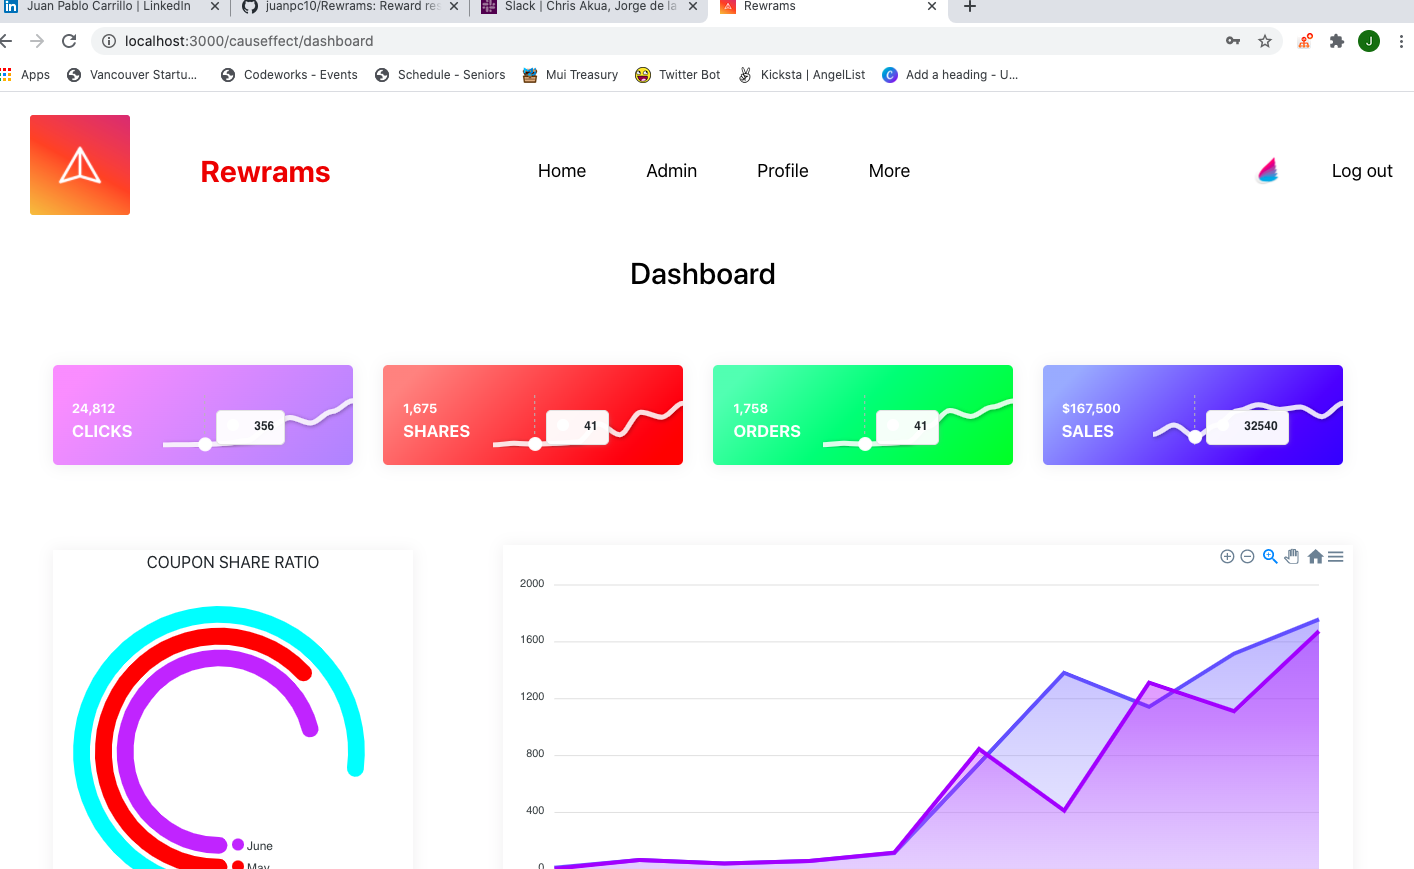 Juan Pablo Carrillo | LinkedIn
juanpc10/Rewrams: Reward res
Slack | Chris Akua, Jorge de la
Rewrams
localhost:3000/causeffect/dashboard
J
Apps
Vancouver Startu...
Codeworks - Events
Schedule - Seniors
Mui Treasury
Twitter Bot
Kicksta | AngelList
Add a heading - U...
Rewrams
Home
Admin
Profile
More
Log out
Dashboard
24,812
CLICKS
356
1,675
SHARES
41
1,758
ORDERS
41
$167,500
SALES
32540
COUPON SHARE RATIO
June
May
2000
1600
1200
800
400
0